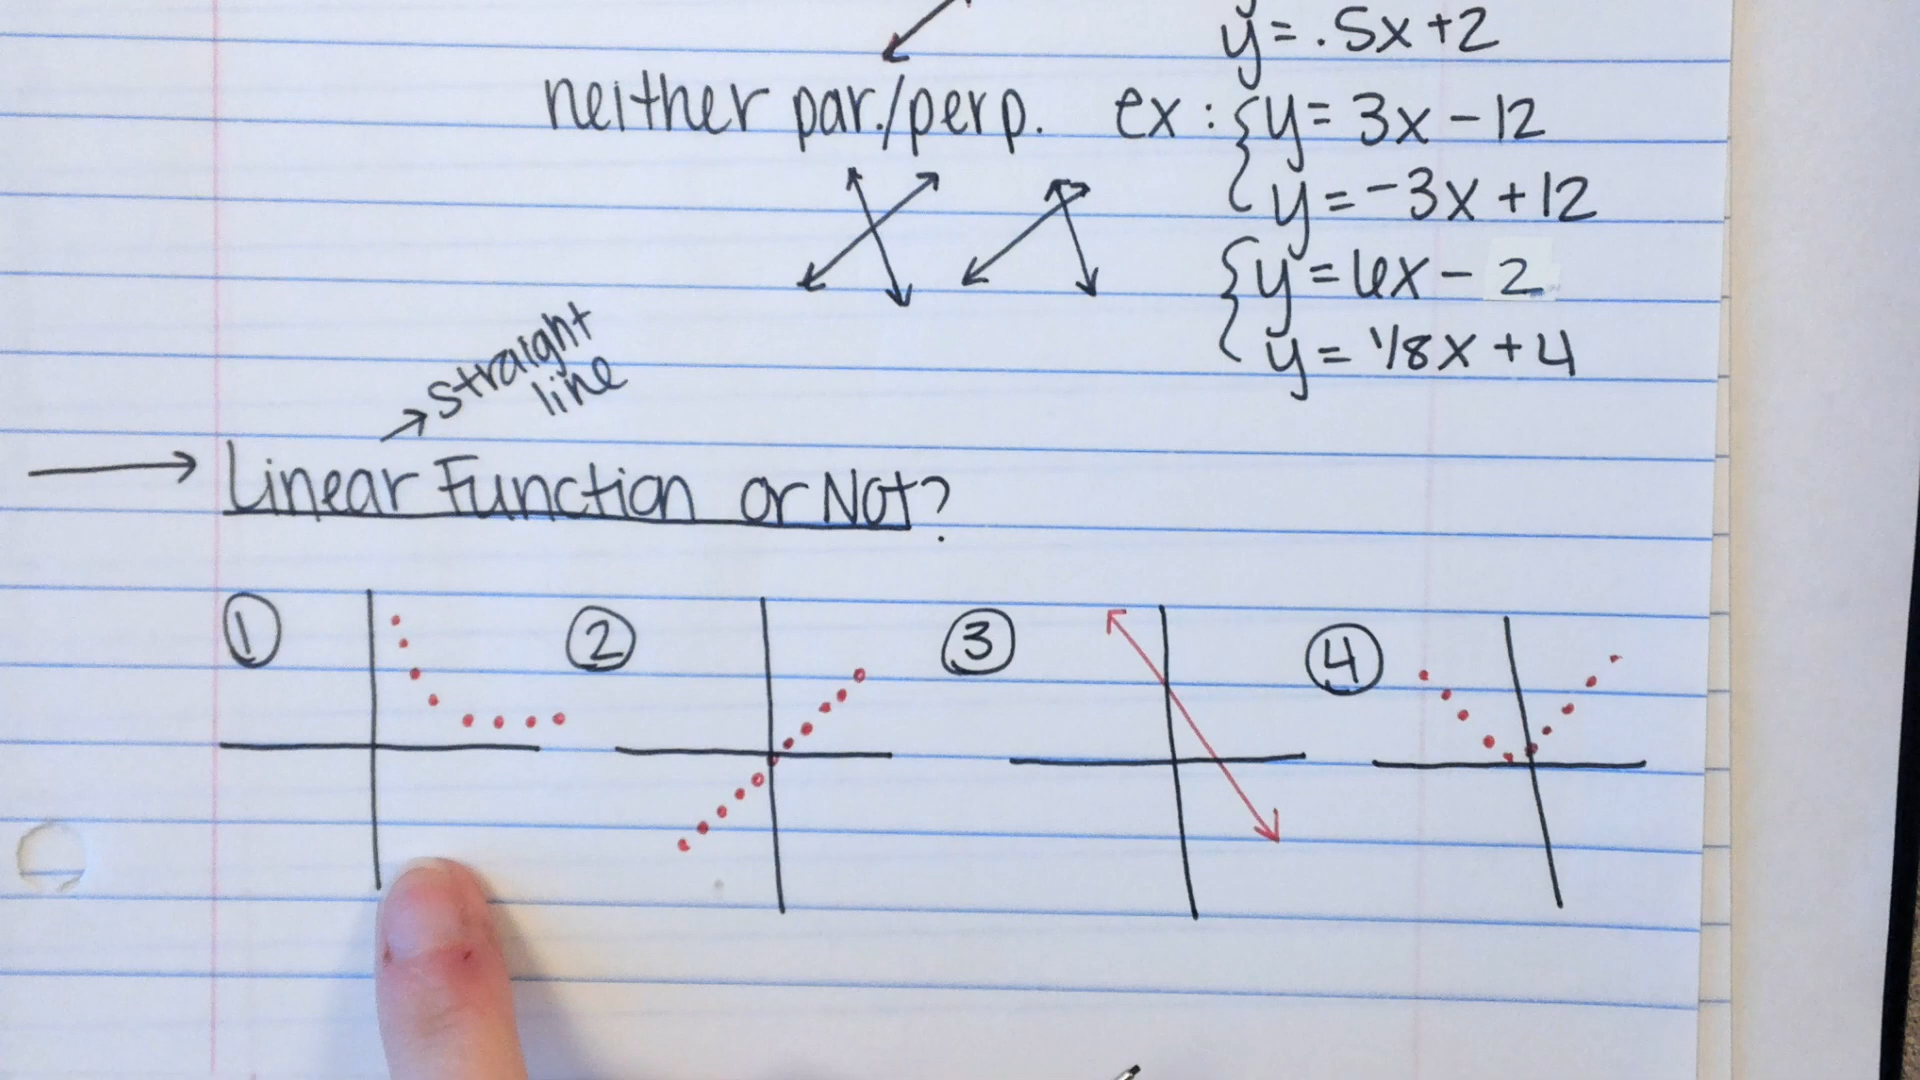 y = .5x + 2
neither par./perp. ex: { y = 3x - 12
y = -3x + 12
{ y = 6x - 2
y = 1/8x + 4
→ straight
line
→ Linear Function or Not?
① ② ③ ④